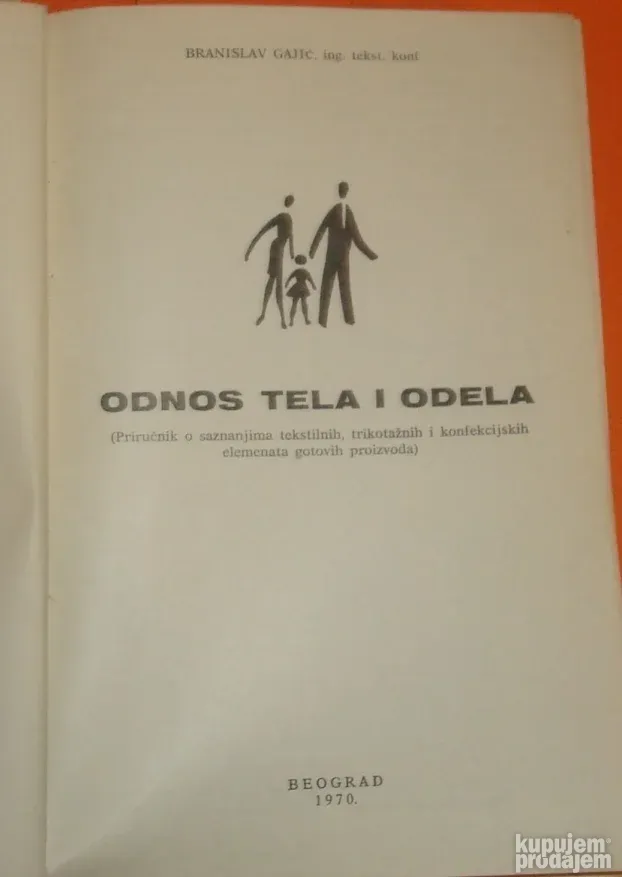 BRANISLAV GAJIĆ, ing. tekst. konf
ODNOS TELA I ODELA
(Priručnik o saznanjima tekstilnih, trikotažnih i konfekcijskih
elemenata gotovih proizvoda)
BEOGRAD
1970.
kupujem
prodajem